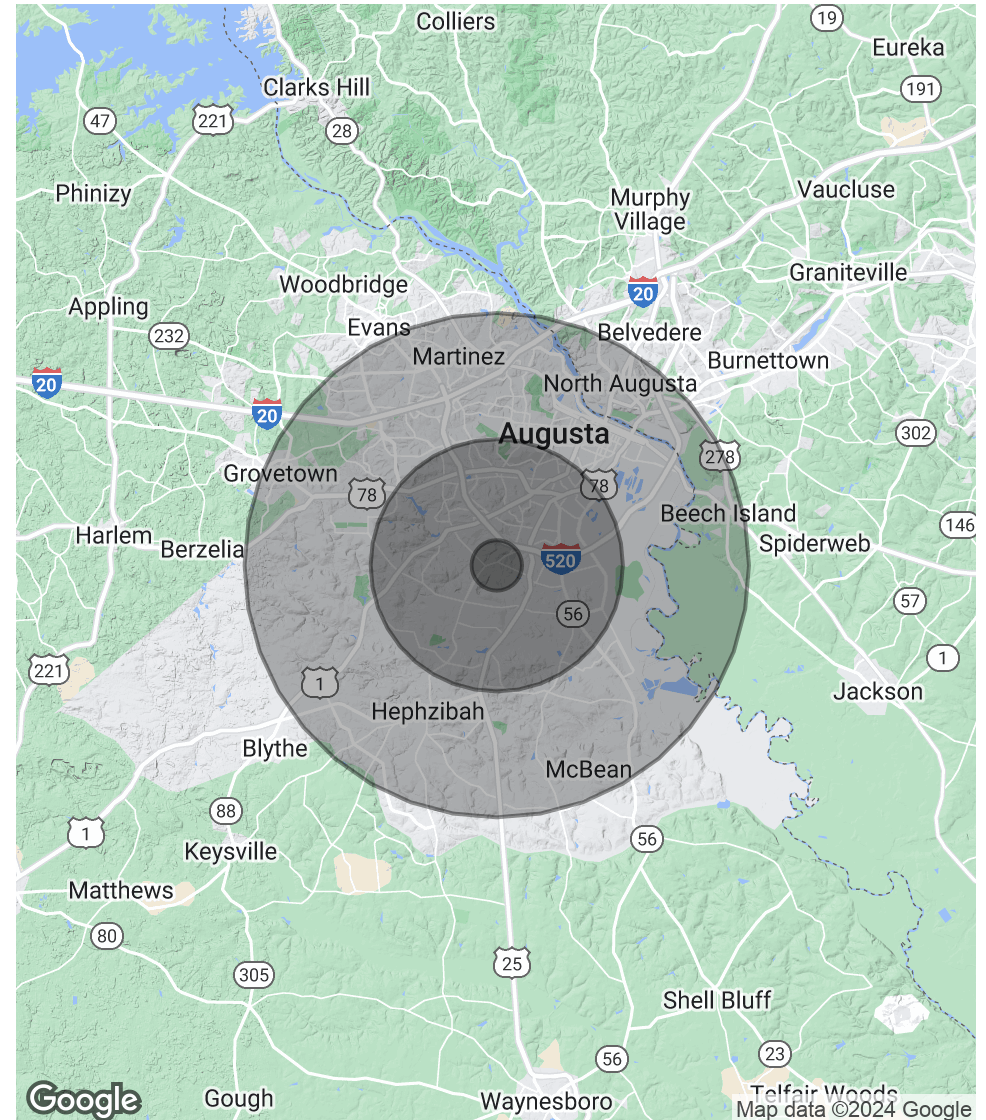 19
Colliers
Eureka
Clarks Hill
191
47
221
28
Phinizy
Murphy
Village
Vaucluse
Woodbridge
Graniteville
20
Appling
Evans
232
Belvedere
Martinez
Burnettown
20
North Augusta
20
Augusta
302
278
Grovetown
78
78
Beech Island
146
Harlem
Berzelia
Spiderweb
520
57
56
1
221
1
Jackson
Hephzibah
Blythe
McBean
88
1
56
Keysville
Matthews
80
25
305
Shell Bluff
56
23
Telfair Woods
Google
Gough
Waynesboro
Map data ©2024 Google